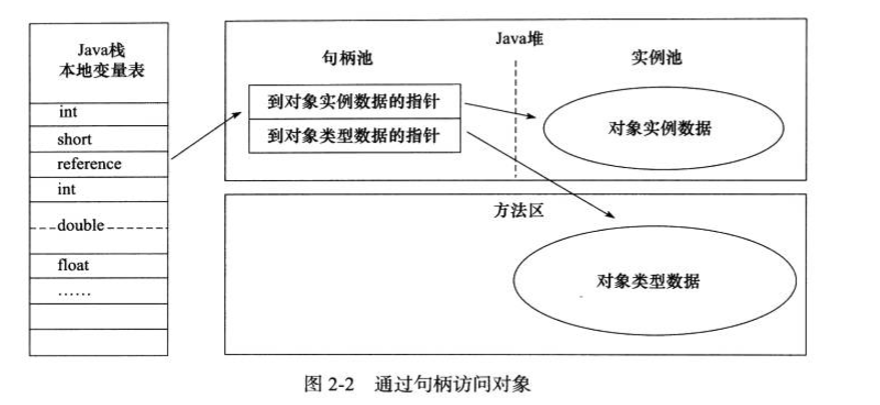 Java栈
本地变量表
int
short
reference
int
double
float
……
Java堆
句柄池
实例池
到对象实例数据的指针
到对象类型数据的指针
对象实例数据
方法区
对象类型数据
图 2-2 通过句柄访问对象